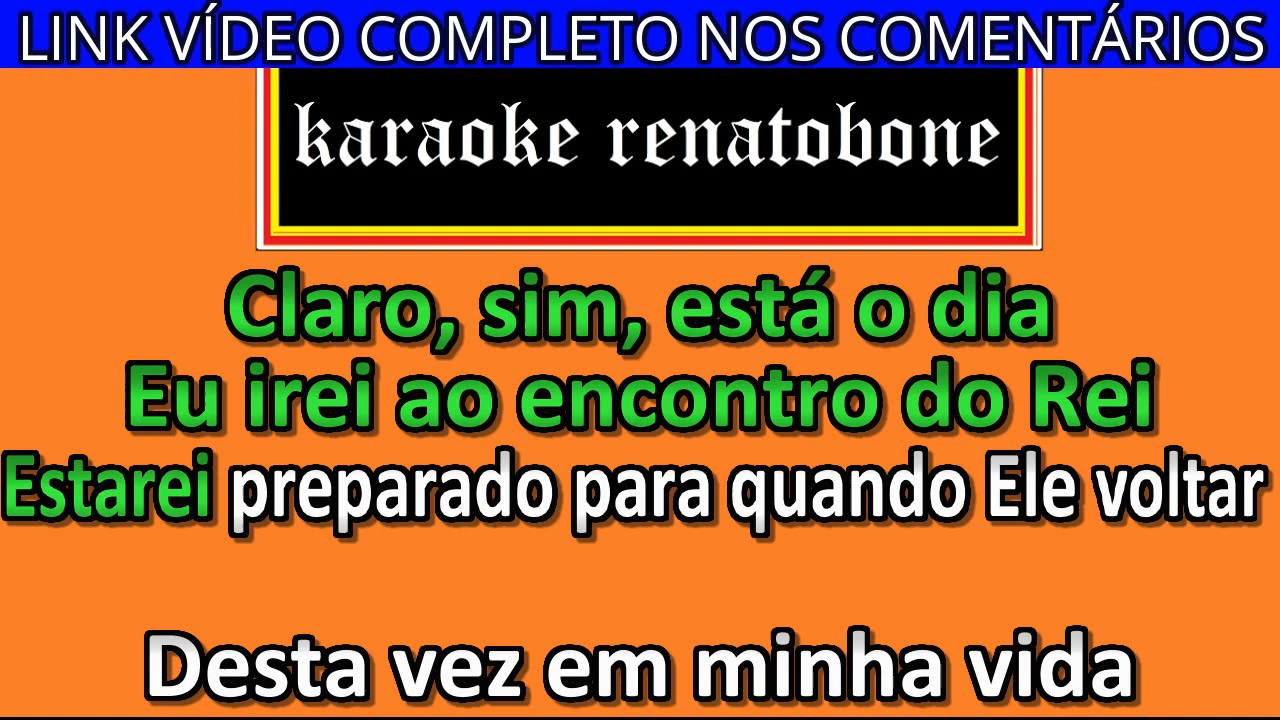 LINK VÍDEO COMPLETO NOS COMENTÁRIOS
karaoke renatobone
Claro, sim, está o dia
Eu irei ao encontro do Rei
Estarei preparado para quando Ele voltar
Desta vez em minha vida